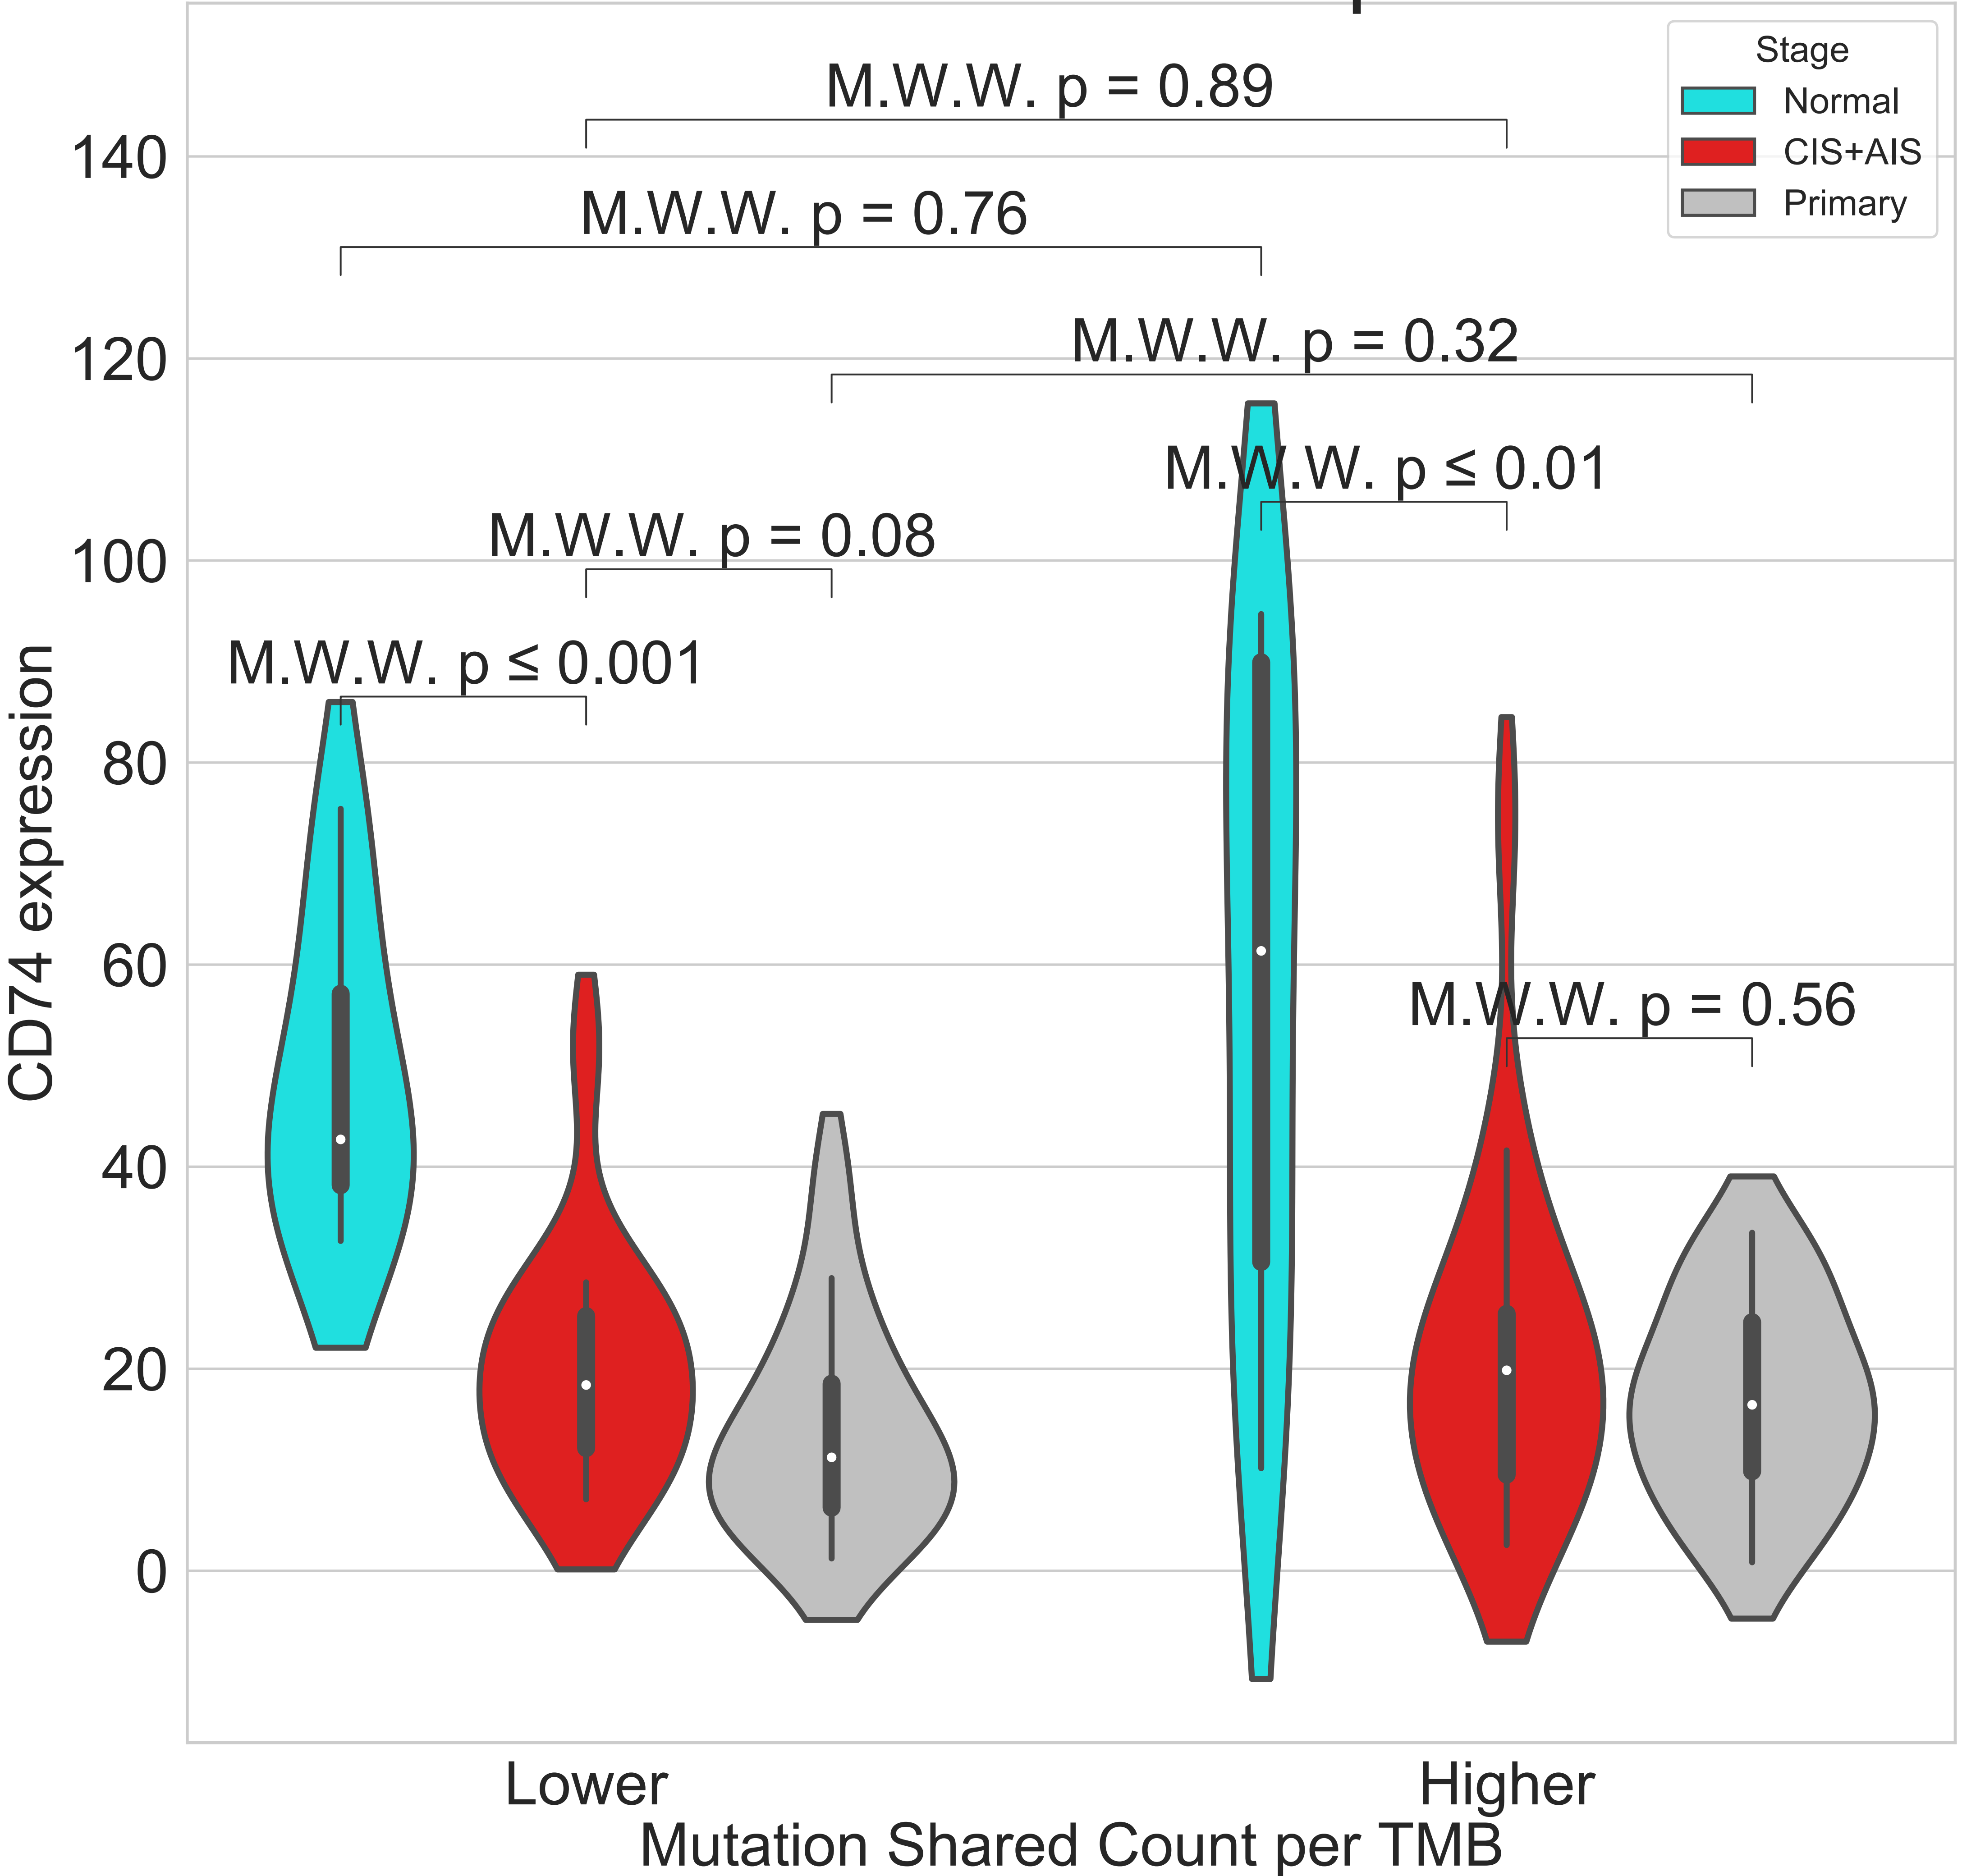 Stage
Normal
CIS+AIS
Primary
M.W.W. p = 0.89
M.W.W. p = 0.76
M.W.W. p = 0.32
M.W.W. p ≤ 0.01
M.W.W. p = 0.08
M.W.W. p ≤ 0.001
M.W.W. p = 0.56
140
120
100
80
60
40
20
0
CD74 expression
Lower
Higher
Mutation Shared Count per TMB